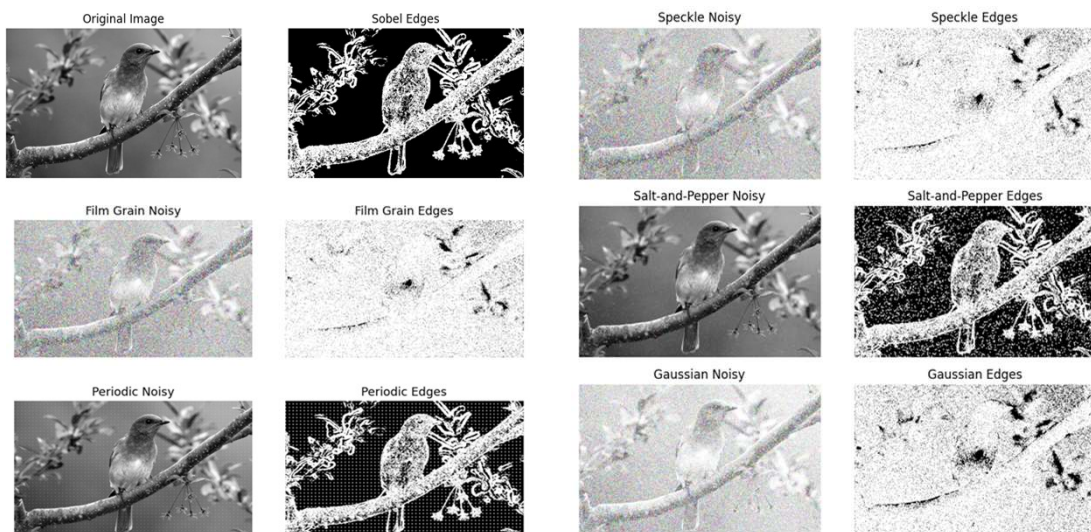 Original Image
Sobel Edges
Speckle Noisy
Speckle Edges
Film Grain Noisy
Film Grain Edges
Salt-and-Pepper Noisy
Salt-and-Pepper Edges
Periodic Noisy
Periodic Edges
Gaussian Noisy
Gaussian Edges